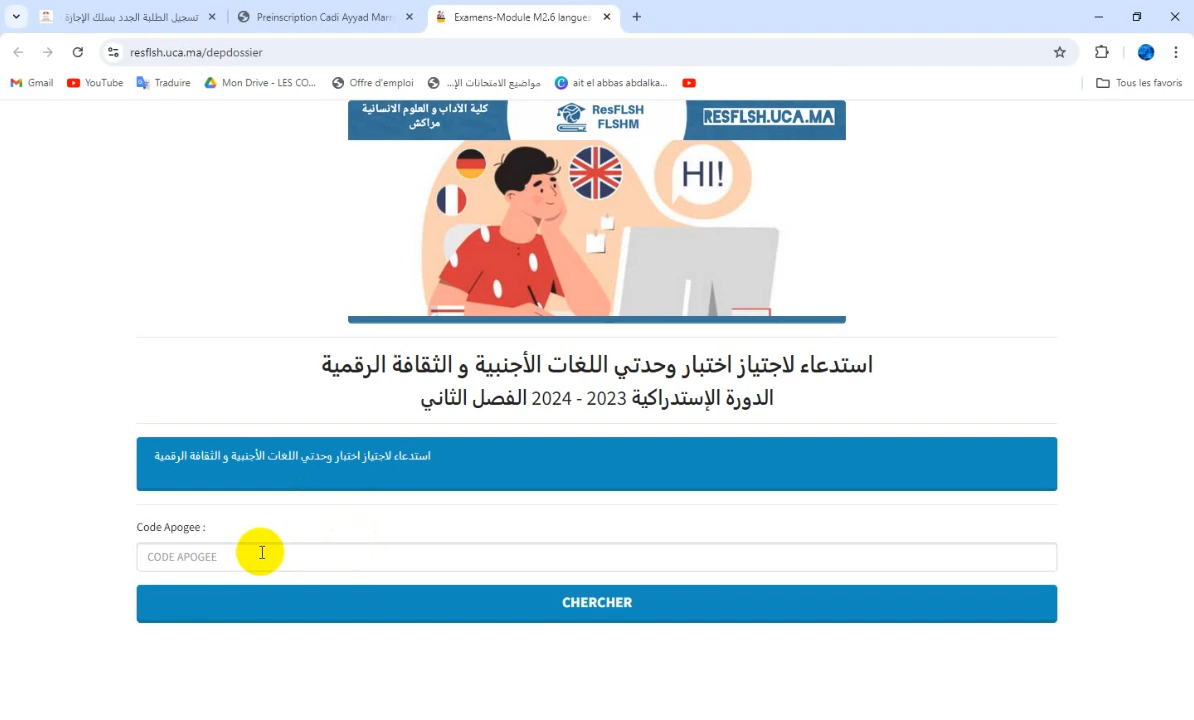 تسجيل الطلبة الجدد بسلك الإجازة
Preinscription Cadi Ayyad Marr
Examens-Module M2.6 langues
resflsh.uca.ma/depdossier
Gmail
YouTube
Traduire
Mon Drive - LES CO...
Offre d'emploi
مواضيع الامتحانات الإ...
ait el abbas abdalka...
Tous les favoris
كلية الآداب و العلوم الانسانية
مراكش
ResFLSH
FLSHM
RESFLSH.UCA.MA
HI!
استدعاء لاجتياز اختبار وحدتي اللغات الأجنبية و الثقافة الرقمية
الدورة الإستدراكية 2023 - 2024 الفصل الثاني
استدعاء لاجتياز اختبار وحدتي اللغات الأجنبية و الثقافة الرقمية
Code Apogee :
CODE APOGEE
CHERCHER